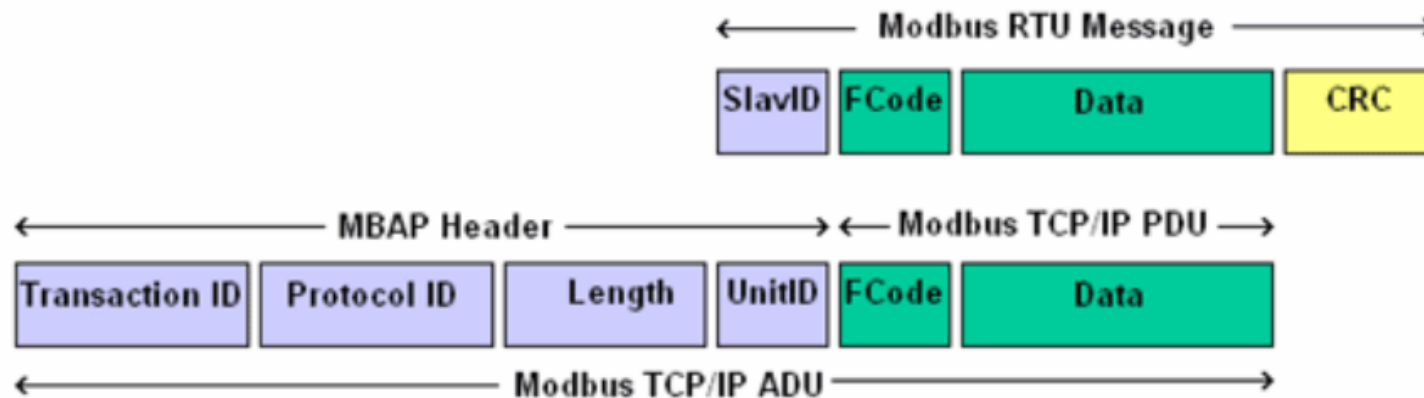 Modbus RTU Message
SlavID FCode Data CRC
MBAP Header Modbus TCP/IP PDU
Transaction ID Protocol ID Length UnitID FCode Data
Modbus TCP/IP ADU